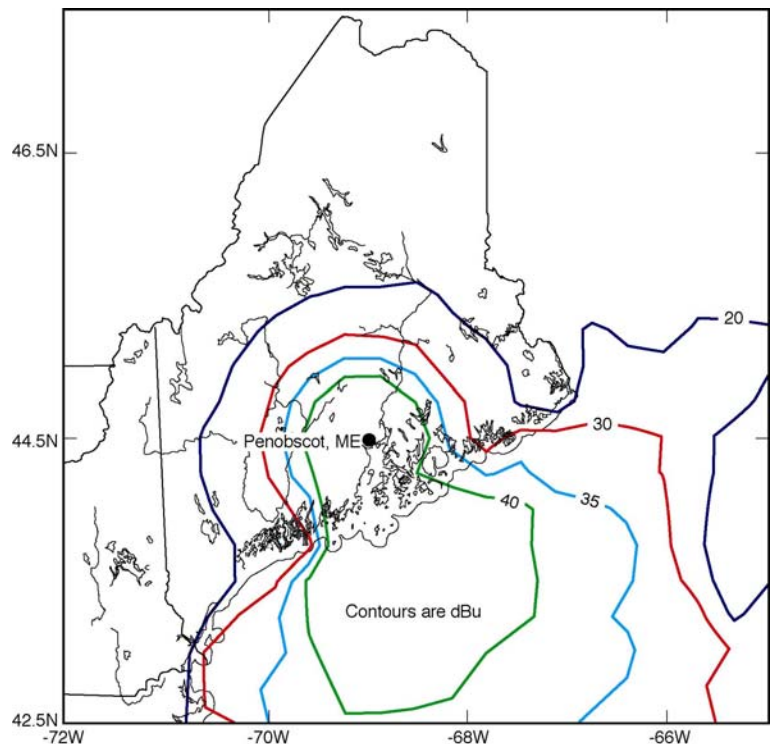 46.5N
20
30
44.5N
Penobscot, ME
40
35
Contours are dBu
42.5N
-72W
-70W
-68W
-66W